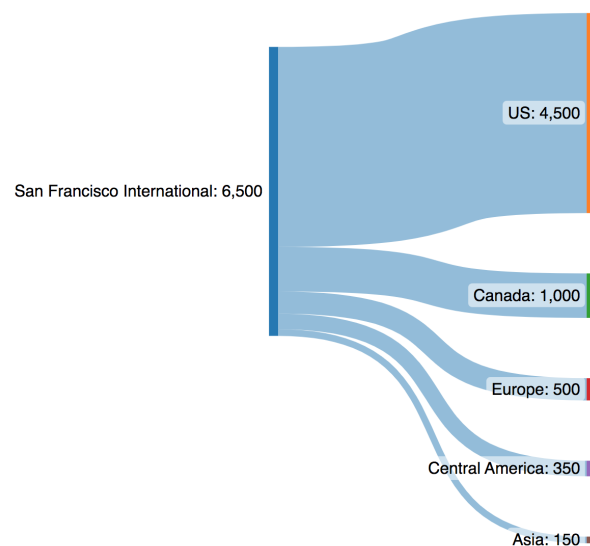 US: 4,500
San Francisco International: 6,500
Canada: 1,000
Europe: 500
Central America: 350
Asia: 150